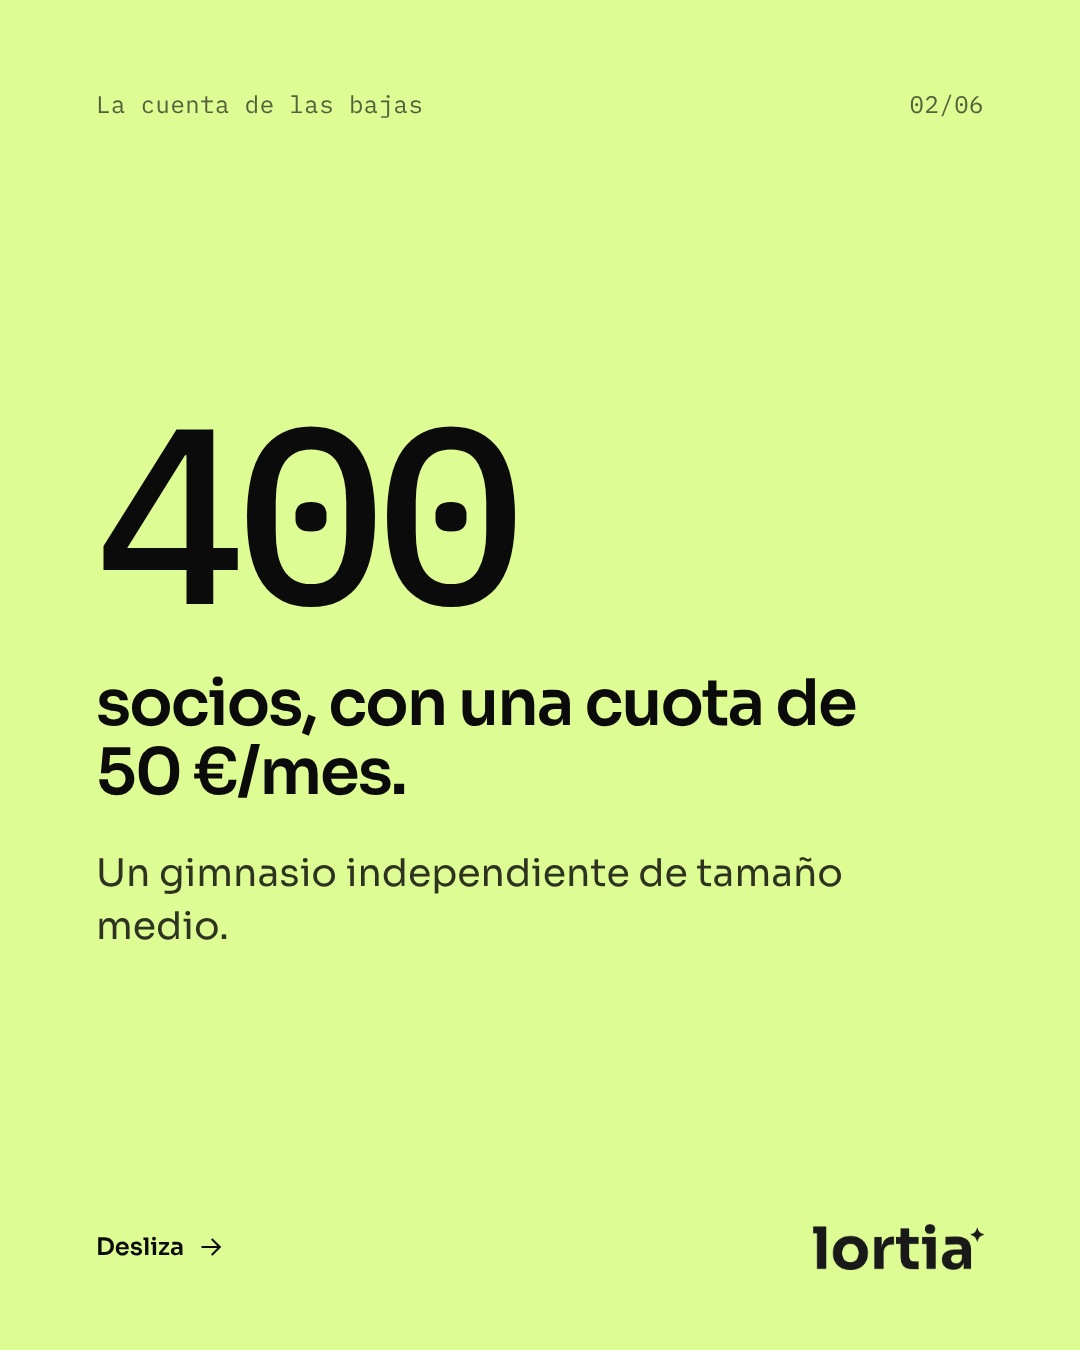 La cuenta de las bajas
02/06
400
socios, con una cuota de
50 €/mes.
Un gimnasio independiente de tamaño
medio.
Desliza →
lortia